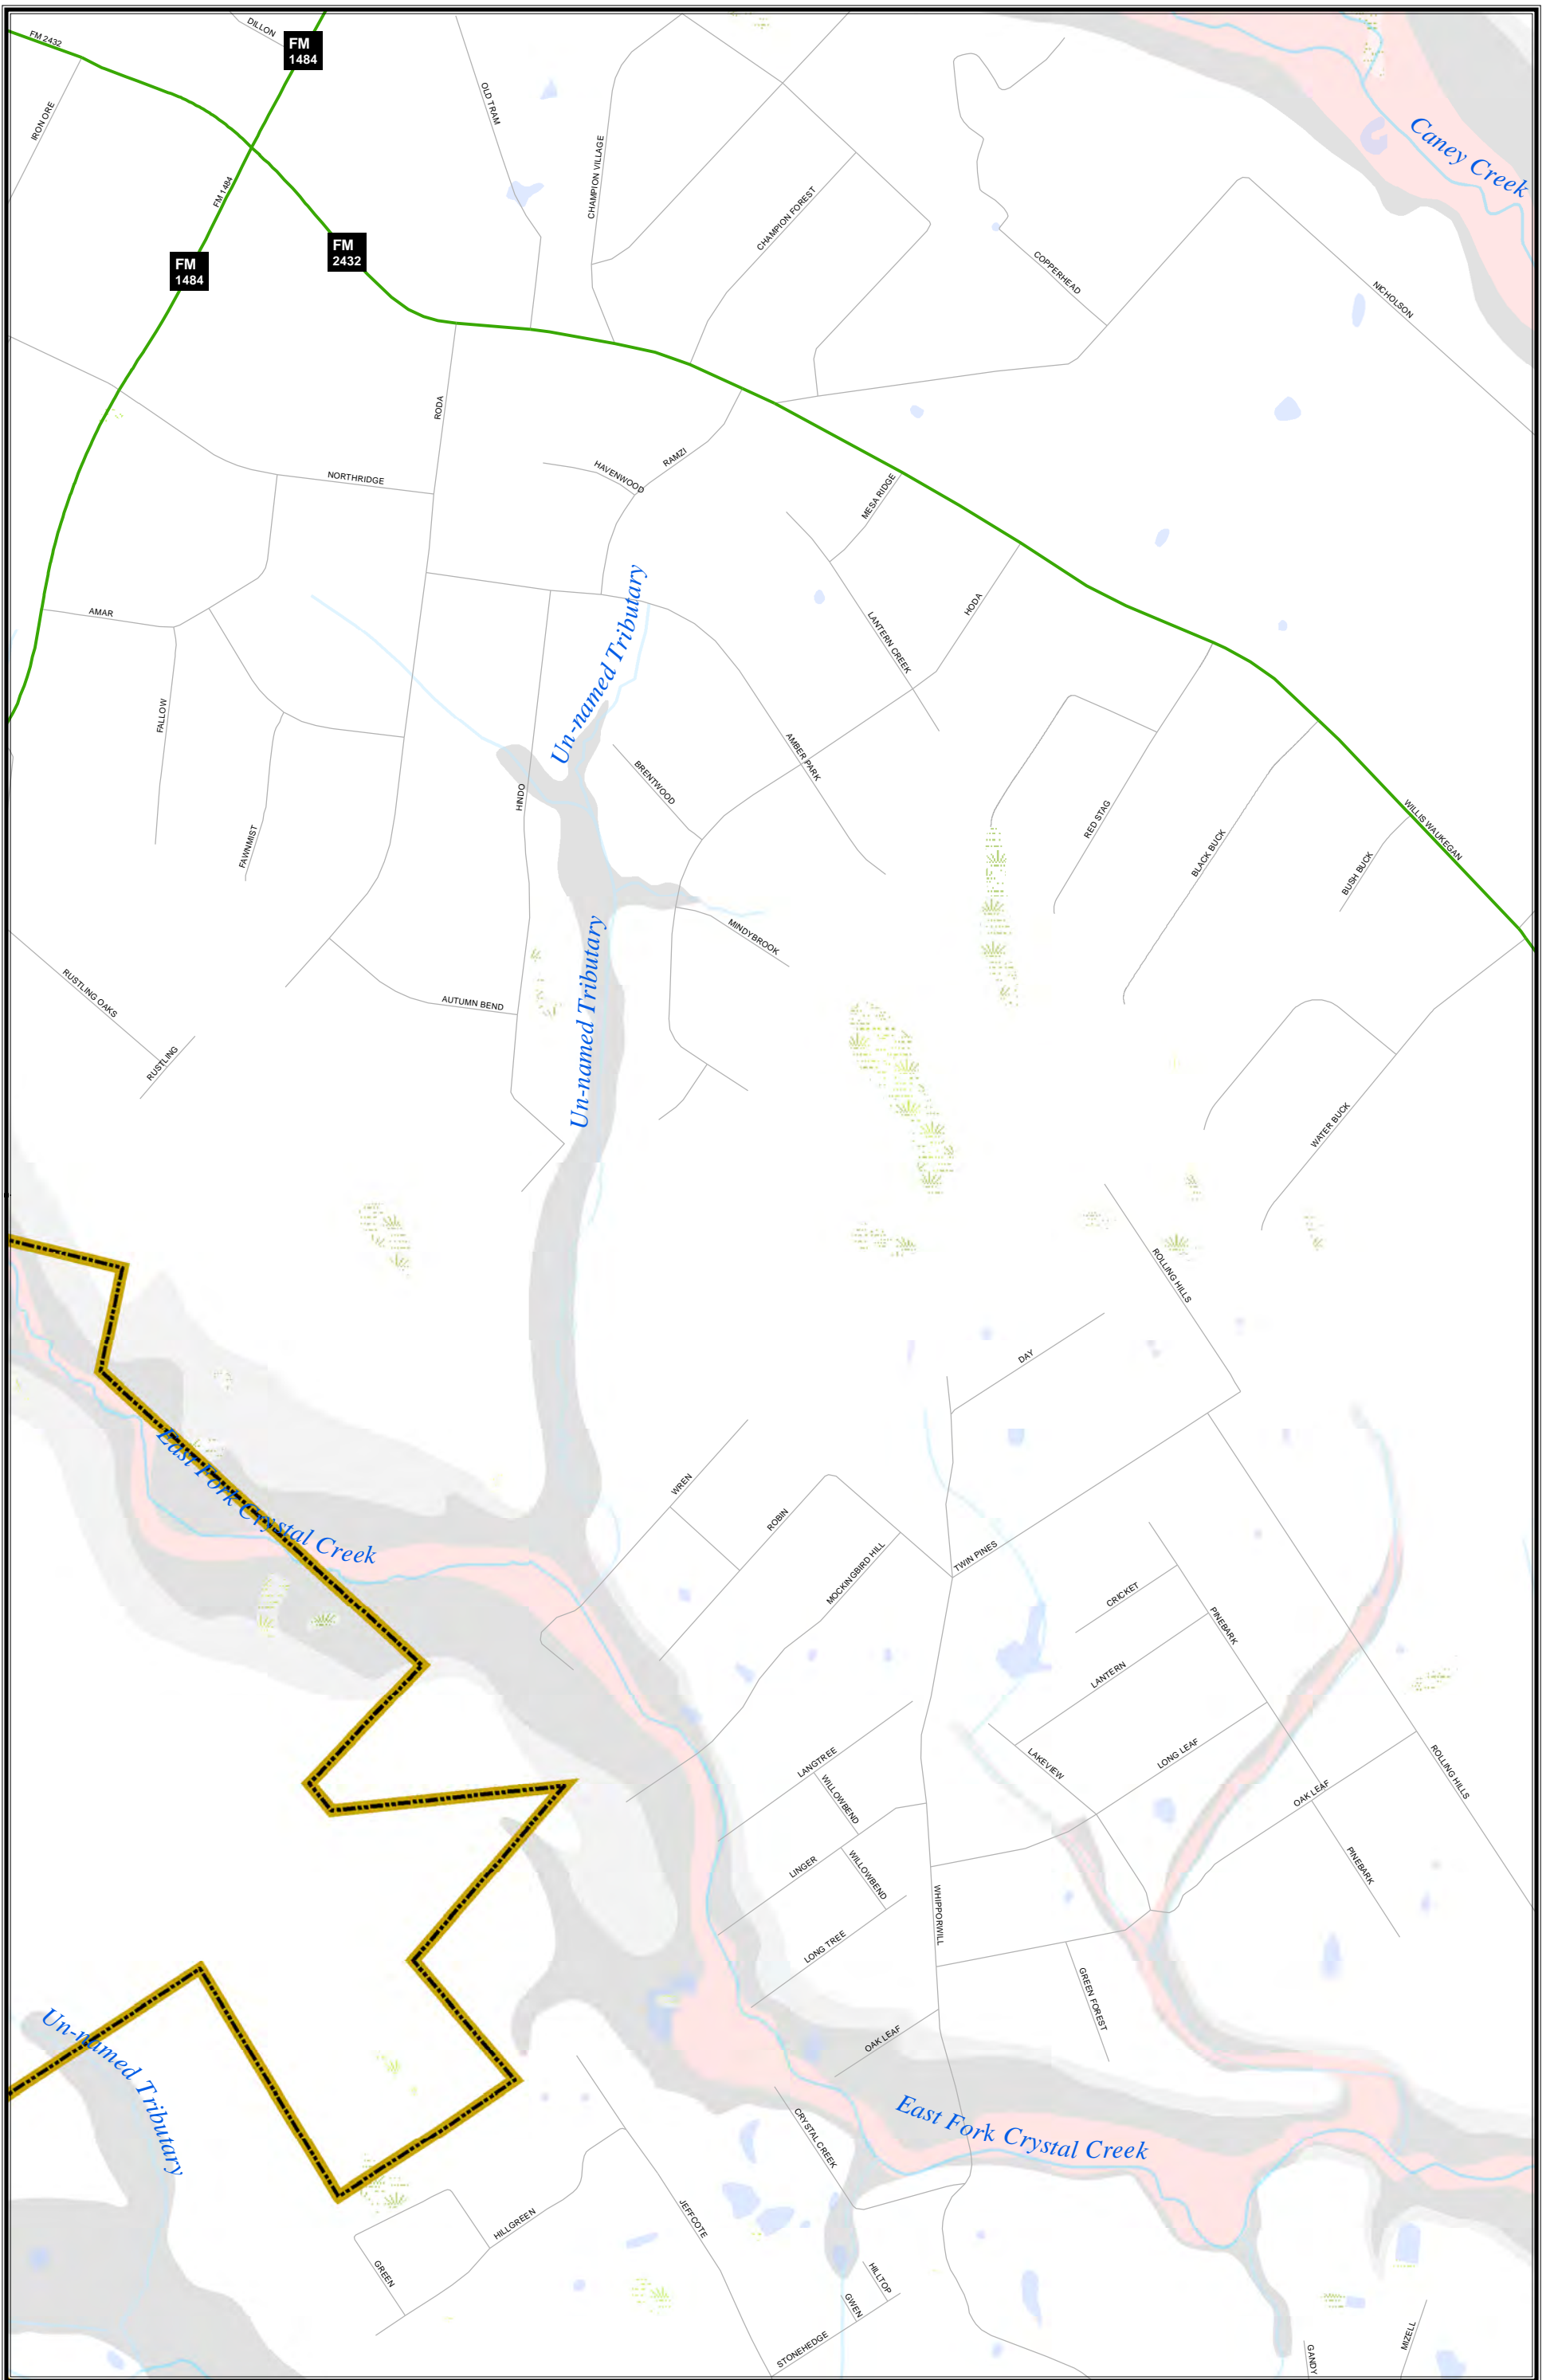 DILLON
FM 2432
FM
1484
IRON ORE
OLD TRAM
CHAMPION VILLAGE
Caney Creek
FM 1484
CHAMPION FOREST
FM
1484
FM
2432
COPPERHEAD
NICHOLSON
RODA
NORTHRIDGE
HAVENWOOD
RAMZI
MESA RIDGE
AMAR
HODA
LANTERN CREEK
Un-named Tributary
FALLOW
AMBER PARK
BRENTWOOD
HINDO
FAWNMIST
RED STAG
BLACK BUCK
BUSH BUCK
WILLIS WAUKEGAN
MINDYBROOK
Un-named Tributary
RUSTLING OAKS
AUTUMN BEND
RUSTLING
WATER BUCK
ROLLING HILLS
DAY
WREN
ROBIN
East Fork Crystal Creek
MOCKINGBIRD HILL
TWIN PINES
CRICKET
PINEBARK
LANTERN
LANGTREE
WILLOWBEND
LAKEVIEW
LONG LEAF
OAK LEAF
ROLLING HILLS
LINGER
WILLOWBEND
PINEBARK
WHIPPORWILL
LONG TREE
GREEN FOREST
OAK LEAF
Un-named Tributary
East Fork Crystal Creek
CRYSTAL CREEK
JEFFCOTE
HILLGREEN
GREEN
HILLTOP
GWEN
STONEHEDGE
GANDY
MIZELL